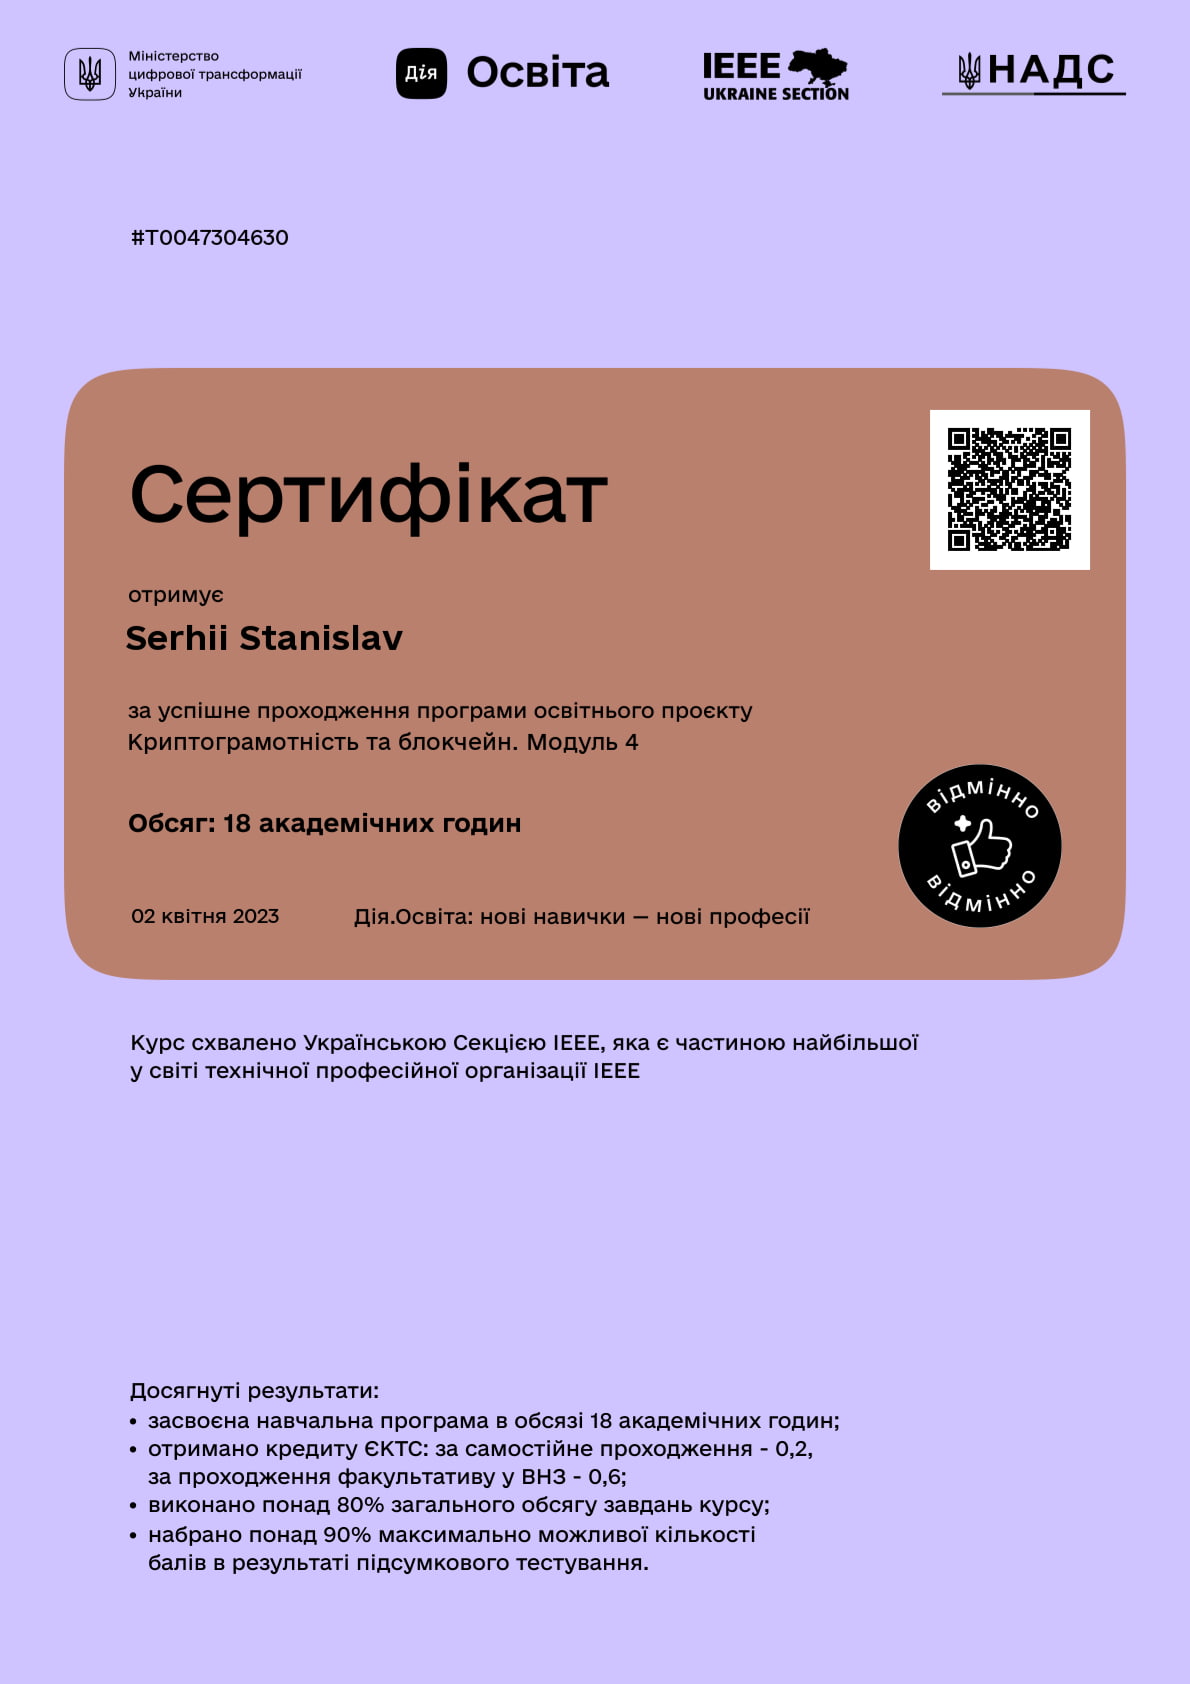 Міністерство
цифрової трансформації
України
Дія
Освіта
IEEE
UKRAINE SECTION
НАДС
#T0047304630
Сертифікат
отримує
Serhii Stanislav
за успішне проходження програми освітнього проєкту
Криптограмотність та блокчейн. Модуль 4
Обсяг: 18 академічних годин
ВІДМІННО
ВІДМІННО
02 квітня 2023
Дія.Освіта: нові навички — нові професії
Курс схвалено Українською Секцією IEEE, яка є частиною найбільшої
у світі технічної професійної організації IEEE
Досягнуті результати:
• засвоєна навчальна програма в обсязі 18 академічних годин;
• отримано кредиту ЄКТС: за самостійне проходження - 0,2,
за проходження факультативу у ВНЗ - 0,6;
• виконано понад 80% загального обсягу завдань курсу;
• набрано понад 90% максимально можливої кількості
балів в результаті підсумкового тестування.